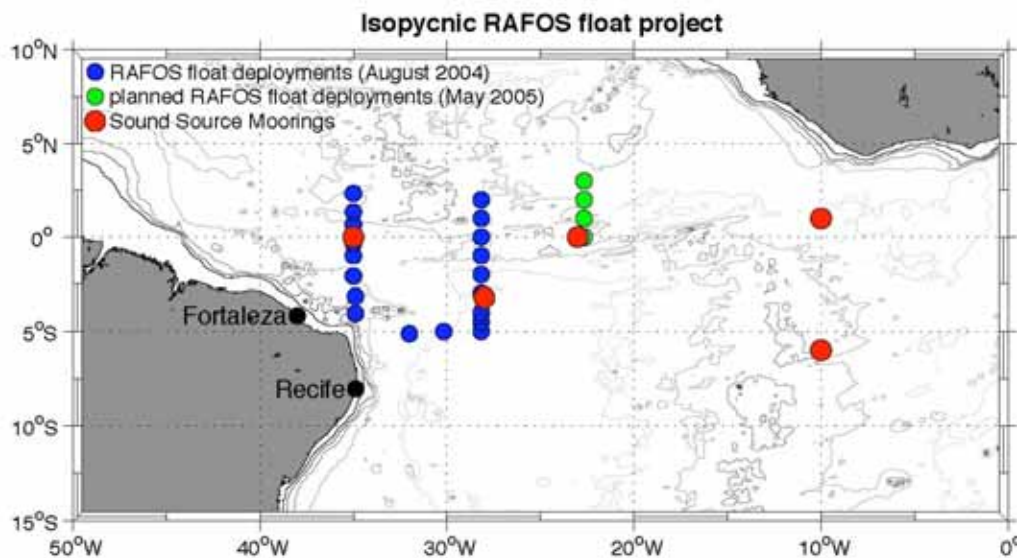 Isopycnic RAFOS float project
10°N
RAFOS float deployments (August 2004)
planned RAFOS float deployments (May 2005)
Sound Source Moorings
5°N
0°
Fortaleza
5°S
Recife
10°S
15°S
50°W 40°W 30°W 20°W 10°W 0°